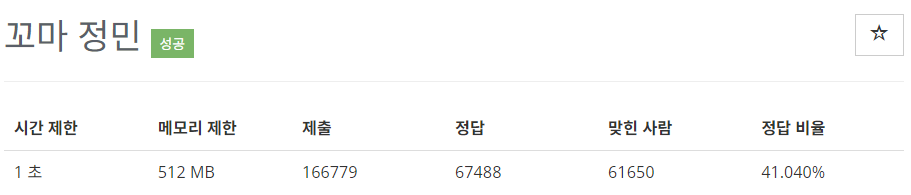 꼬마 정민 성공
시간 제한 메모리 제한 제출 정답 맞힌 사람 정답 비율
1 초 512 MB 166779 67488 61650 41.040%